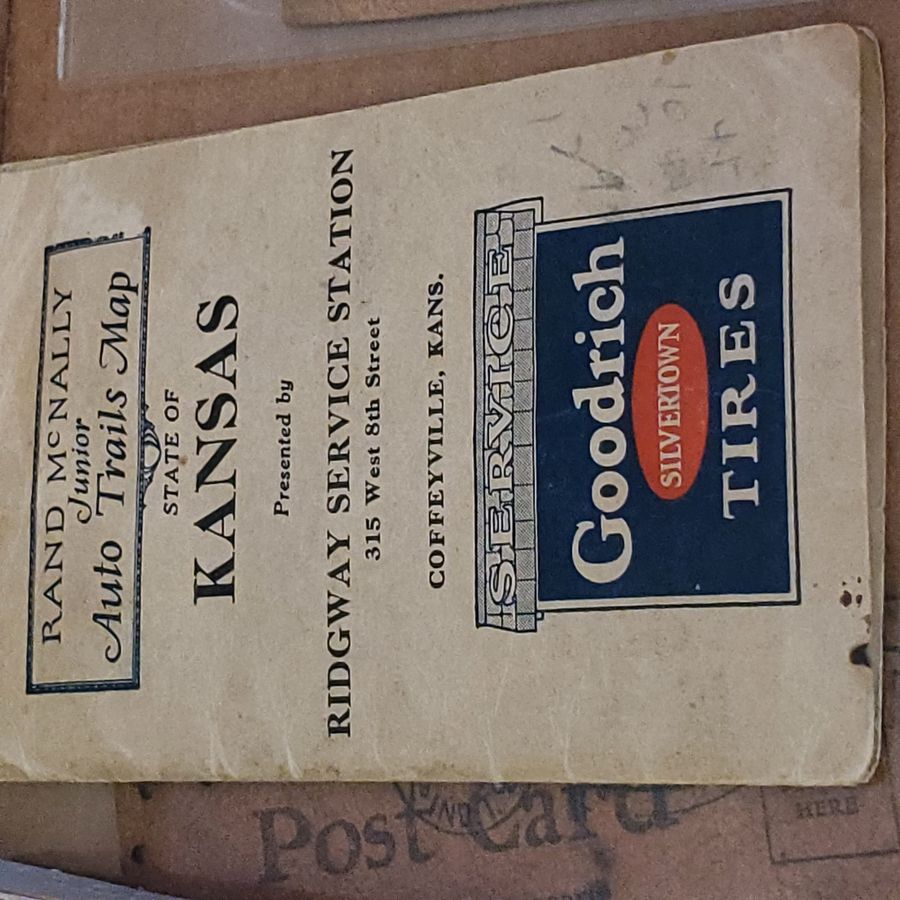 RAND McNALLY
Junior
Auto Trails Map
STATE OF
KANSAS
Presented by
RIDGWAY SERVICE STATION
315 West 8th Street
COFFEYVILLE, KANS.
SERVICE
Goodrich
SILVERTOWN
TIRES
Post Card
HERE